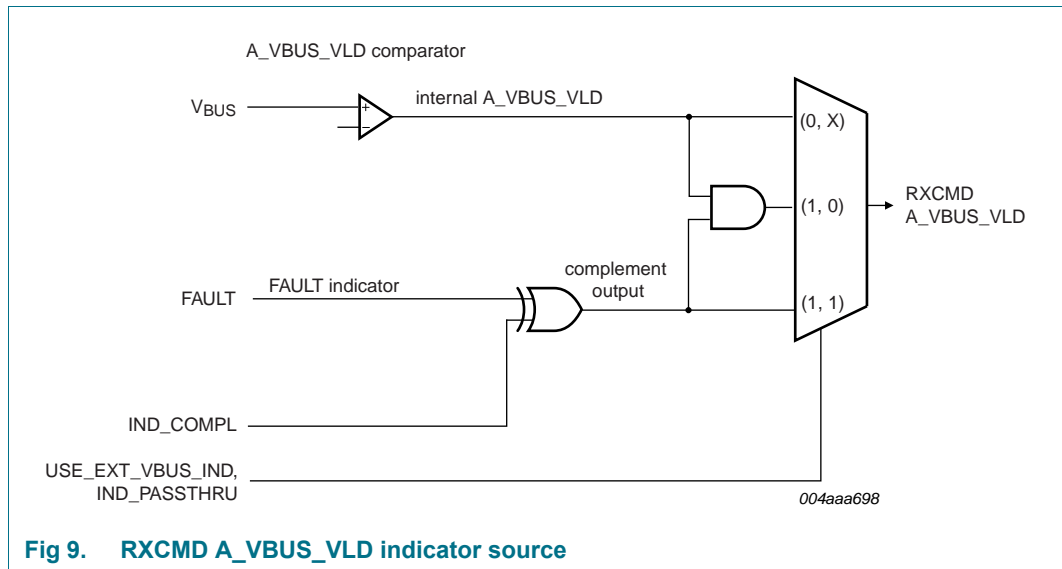 A_VBUS_VLD comparator
VBUS
+
−
internal A_VBUS_VLD
(0, X)
(1, 0)
RXCMD
A_VBUS_VLD
complement
output
FAULT
FAULT indicator
(1, 1)
IND_COMPL
USE_EXT_VBUS_IND,
IND_PASSTHRU
004aaa698
Fig 9. RXCMD A_VBUS_VLD indicator source